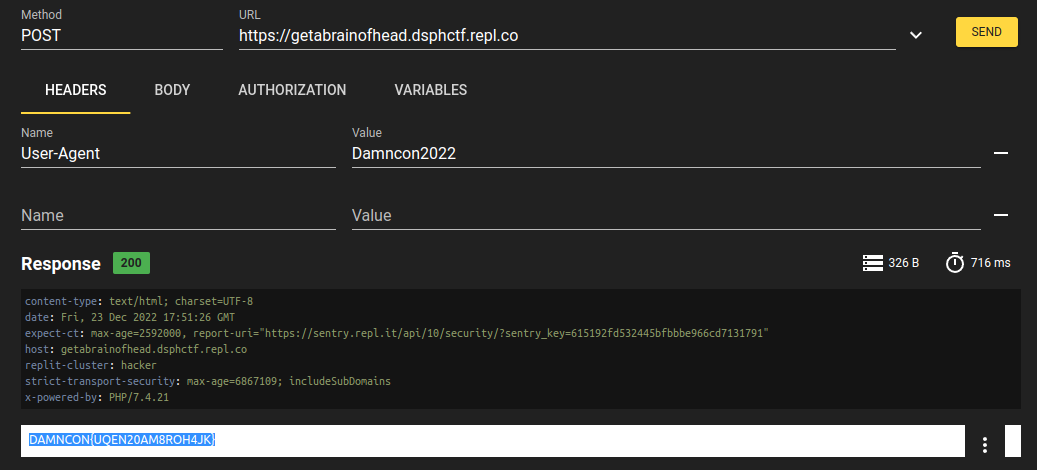 Method
URL
POST
https://getabrainofhead.dsphctf.repl.co
SEND
HEADERS BODY AUTHORIZATION VARIABLES
Name
Value
User-Agent
Damncon2022
Name
Value
Response 200 326 B 716 ms
content-type: text/html; charset=UTF-8
date: Fri, 23 Dec 2022 17:51:26 GMT
expect-ct: max-age=2592000, report-uri="https://sentry.repl.it/api/10/security/?sentry_key=615192fd532445bfbbbe966cd7131791"
host: getabrainofhead.dsphctf.repl.co
replit-cluster: hacker
strict-transport-security: max-age=6867109; includeSubDomains
x-powered-by: PHP/7.4.21
DAMNCON{UQEN20AM8ROH4JK}